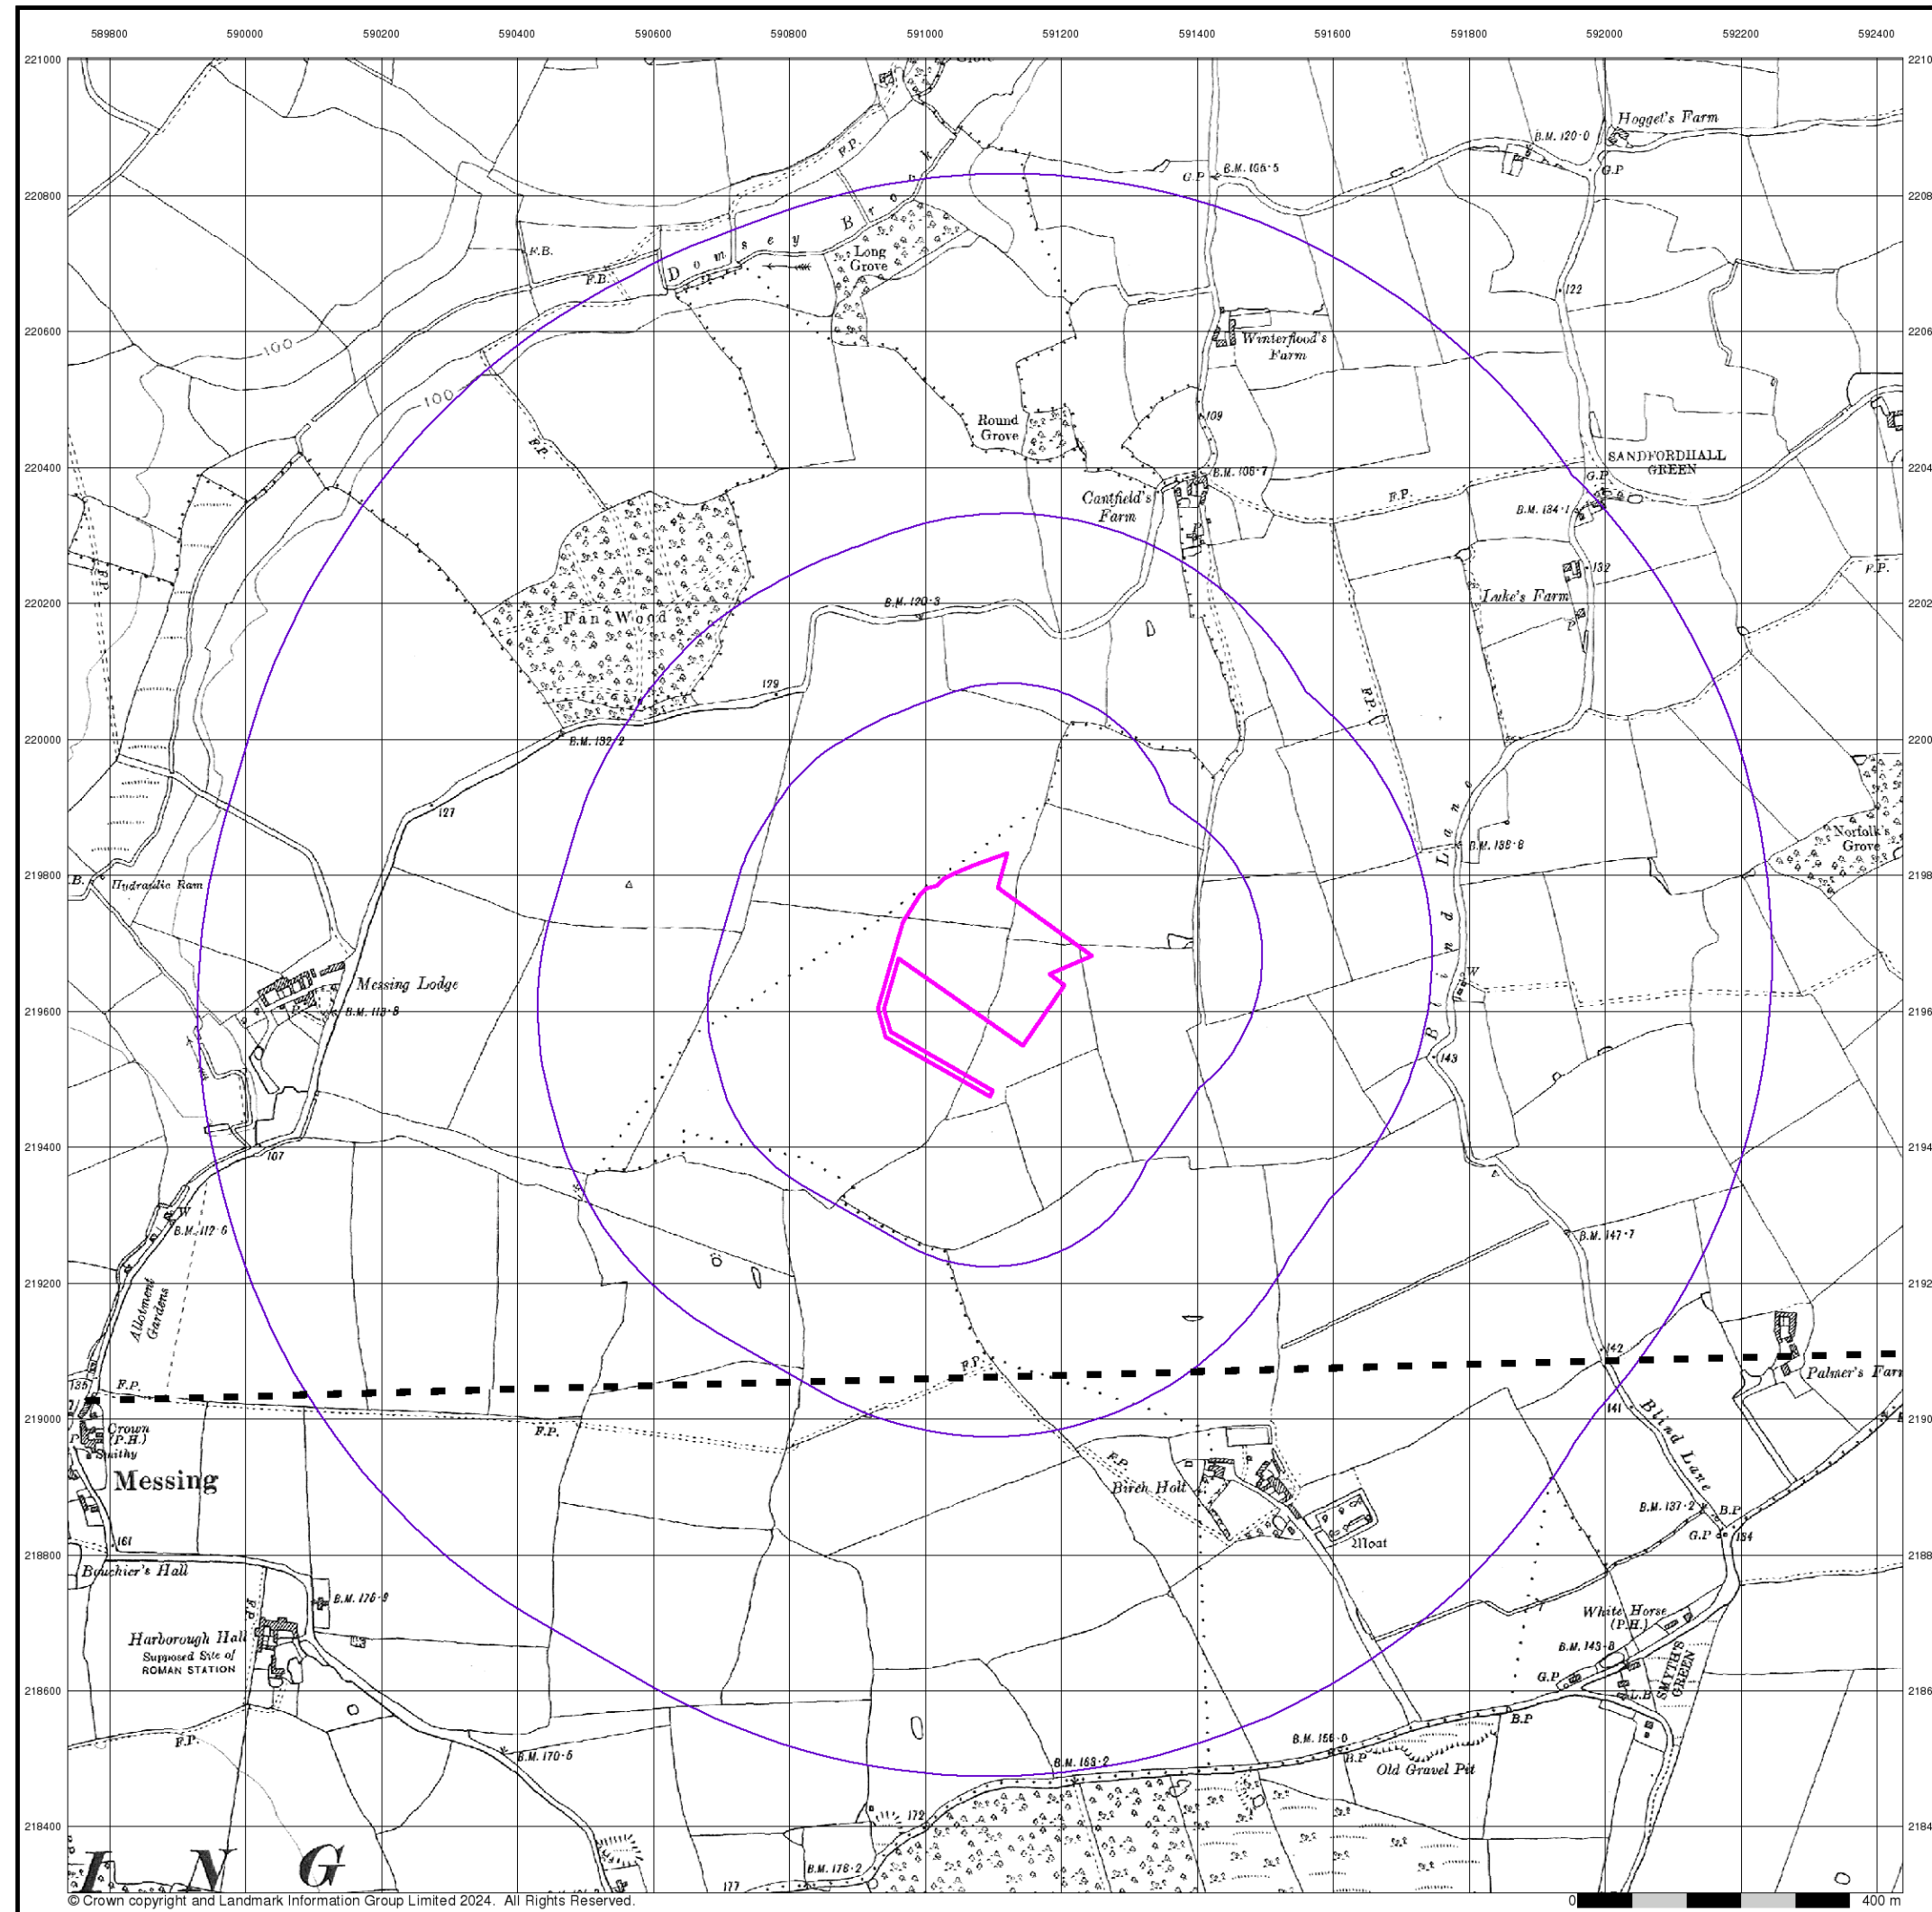 589800 590000 590200 590400 590600 590800 591000 591200 591400 591600 591800 592000 592200 592400
221000
Hogget's Farm
B.M. 120·0
F.P.
G.P
B.M. 106·5
G.P
220800
Domsey Brook
Long
Grove
F.B.
F.B.
122
220600
100
Winterflood's
Farm
100
Round
Grove
109
F.P.
SANDFORDHALL
GREEN
220400
B.M. 106·7
G.P
F.P.
Cantfield's
Farm
B.M. 134·1
P
F.P.
132
F.P.
Luke's Farm
220200
B.M. 120·3
Fan Wood
P
129
F.P.
220000
B.M. 132·2
127
Blind Lane
Norfolk's
Grove
B.M. 138·8
219800
B.
Hydraulic Ram
W
Messing Lodge
P
219600
B.M. 113·8
143
219400
107
W
B.M. 112·6
B.M. 147·7
219200
Allotment
Gardens
142
F.P.
Palmer's Farm
135
F.P.
219000
141
Blind Lane
Crown
(P.H.)
F.P.
P
Smithy
F.P.
Messing
Birch Holt
B.M. 137·2
B.P
G.P
134
Moat
161
218800
Bouchier's Hall
B.M. 176·9
F.P.
White Horse
(P.H.)
Harborough Hall
Supposed Site of
ROMAN STATION
B.M. 143·8
SMYTH'S
GREEN
G.P
218600
L.B
B.P
F.P.
B.M. 156·0
B.M. 170·5
B.M. 163·2
B.P
Old Gravel Pit
172
218400
B.M. 178·2
I N G
177
© Crown copyright and Landmark Information Group Limited 2024. All Rights Reserved.
0 400 m